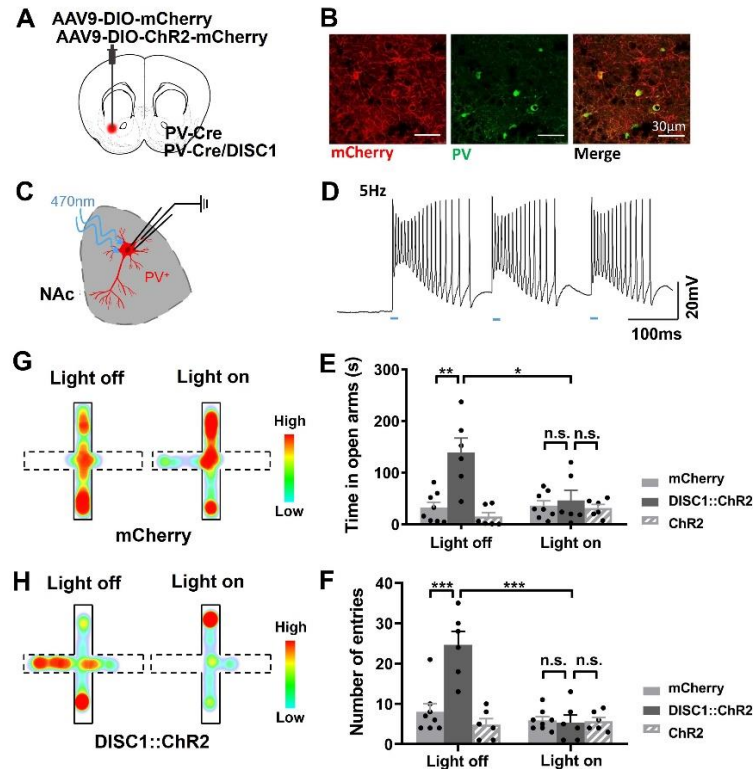 A
AAV9-DIO-mCherry
AAV9-DIO-ChR2-mCherry
PV-Cre
PV-Cre/DISC1
B
30μm
mCherry
PV
Merge
C
470nm
PV+
NAc
D
5Hz
20mV
100ms
G
Light off
Light on
High
Low
mCherry
E
Time in open arms (s)
300
200
100
0
**
*
n.s.
n.s.
Light off
Light on
mCherry
DISC1::ChR2
ChR2
H
Light off
Light on
High
Low
DISC1::ChR2
F
Number of entries
40
30
20
10
0
***
***
n.s.
n.s.
Light off
Light on
mCherry
DISC1::ChR2
ChR2